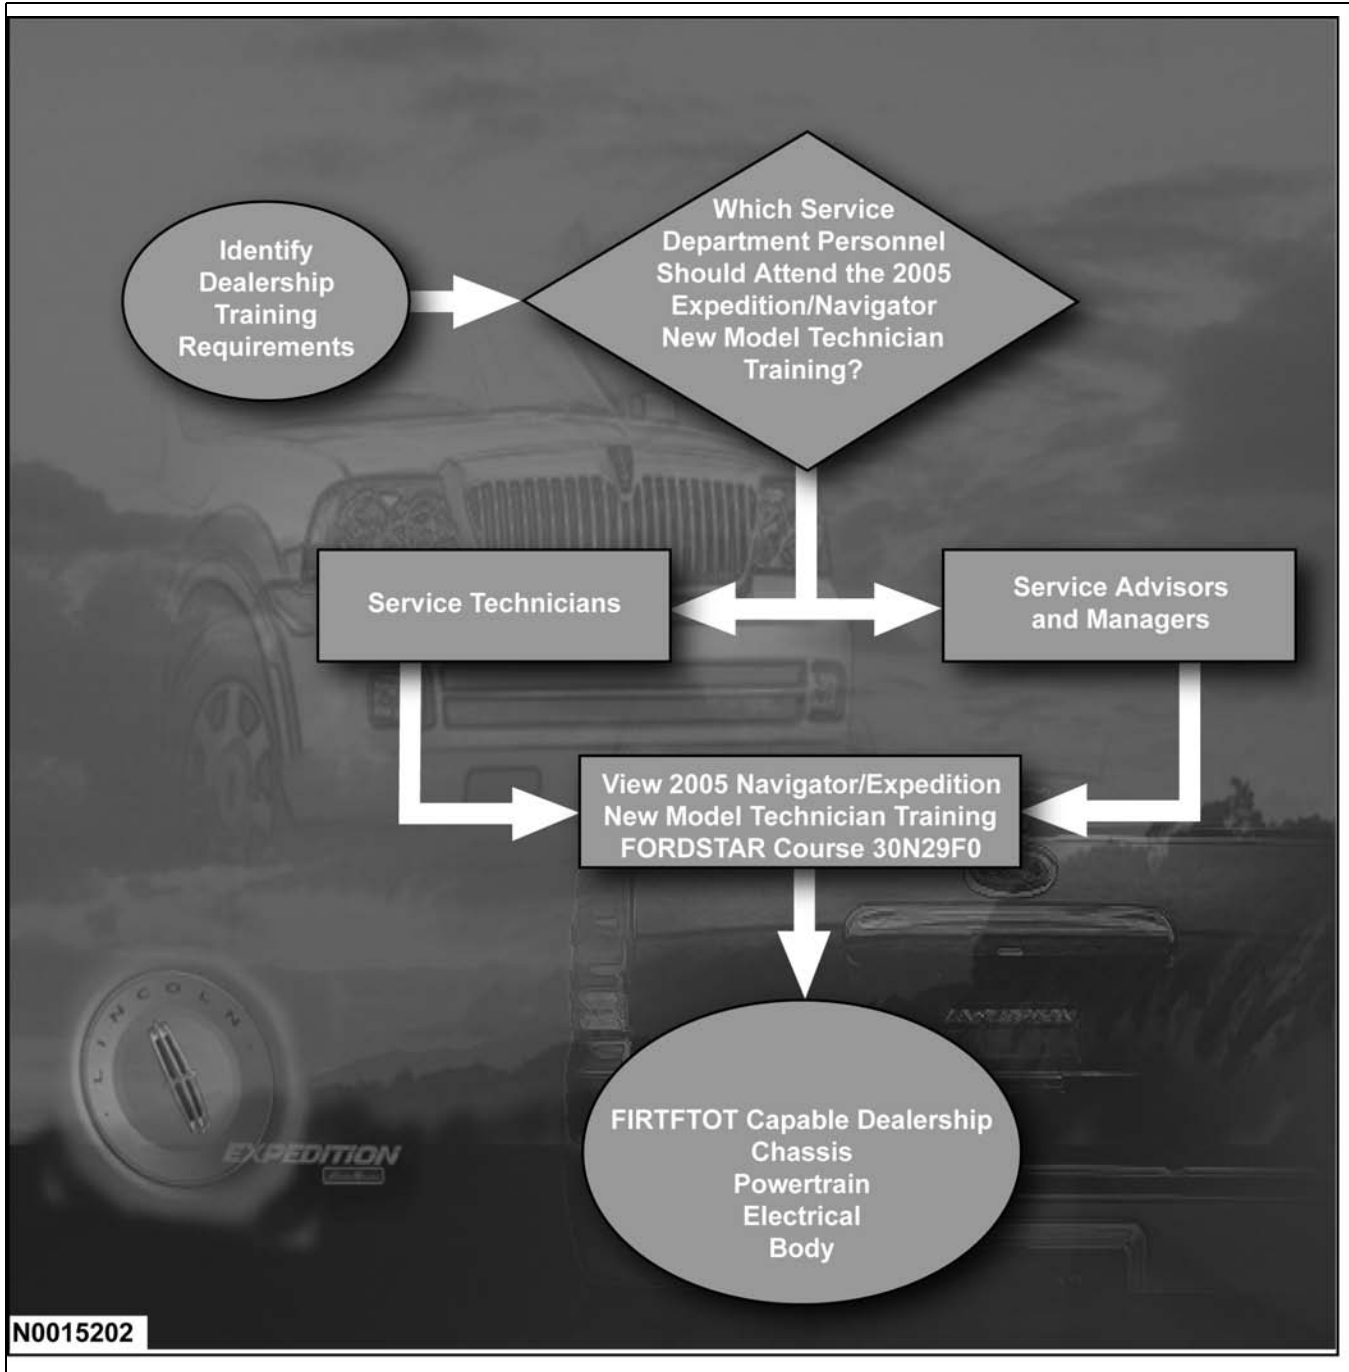 Identify
Dealership
Training
Requirements
Which Service
Department Personnel
Should Attend the 2005
Expedition/Navigator
New Model Technician
Training?
Service Technicians
Service Advisors
and Managers
View 2005 Navigator/Expedition
New Model Technician Training
FORDSTAR Course 30N29F0
FIRTFTOT Capable Dealership
Chassis
Powertrain
Electrical
Body
LINCOLN
EXPEDITION
N0015202